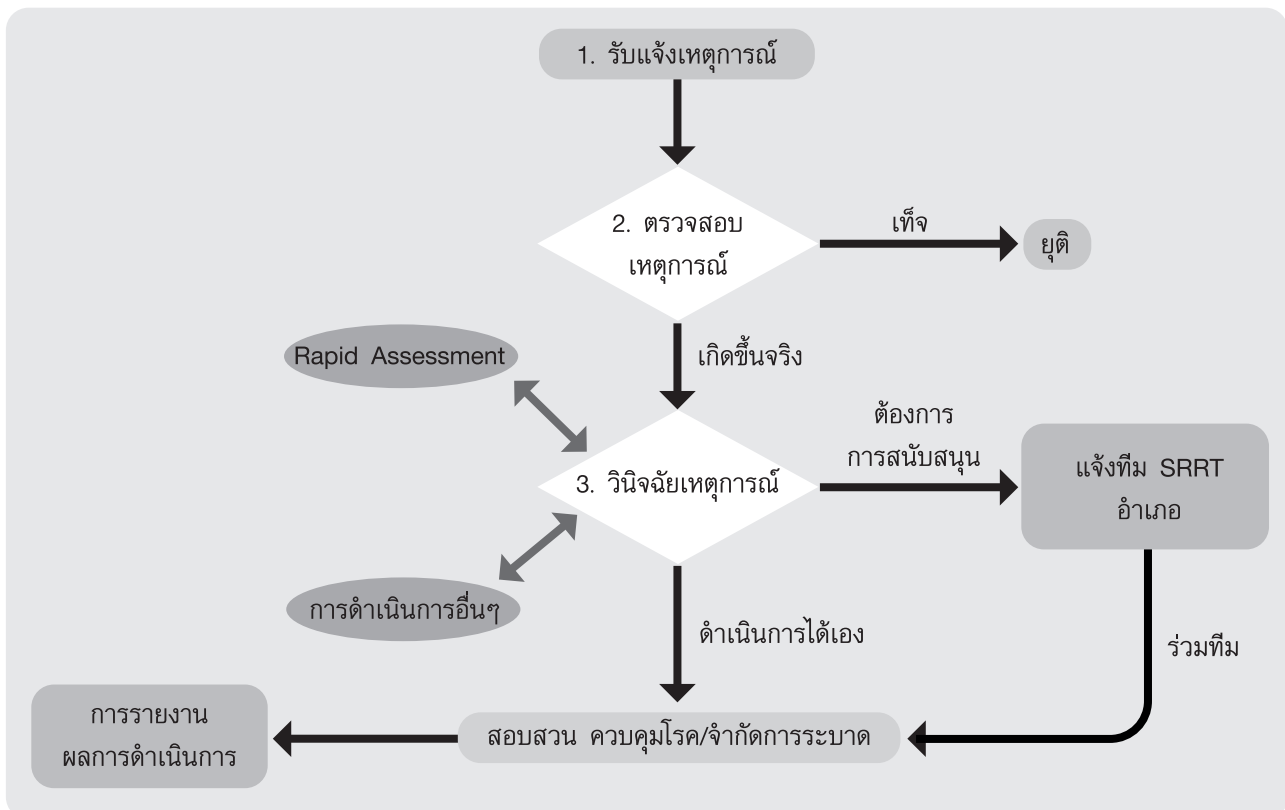 1. รับแจ้งเหตุการณ์
2. ตรวจสอบ
เหตุการณ์
เท็จ
ยุติ
เกิดขึ้นจริง
Rapid Assessment
3. วินิจฉัยเหตุการณ์
ต้องการ
การสนับสนุน
แจ้งทีม SRRT
อำเภอ
การดำเนินการอื่นๆ
ดำเนินการได้เอง
ร่วมทีม
สอบสวน ควบคุมโรค/จำกัดการระบาด
การรายงาน
ผลการดำเนินการ